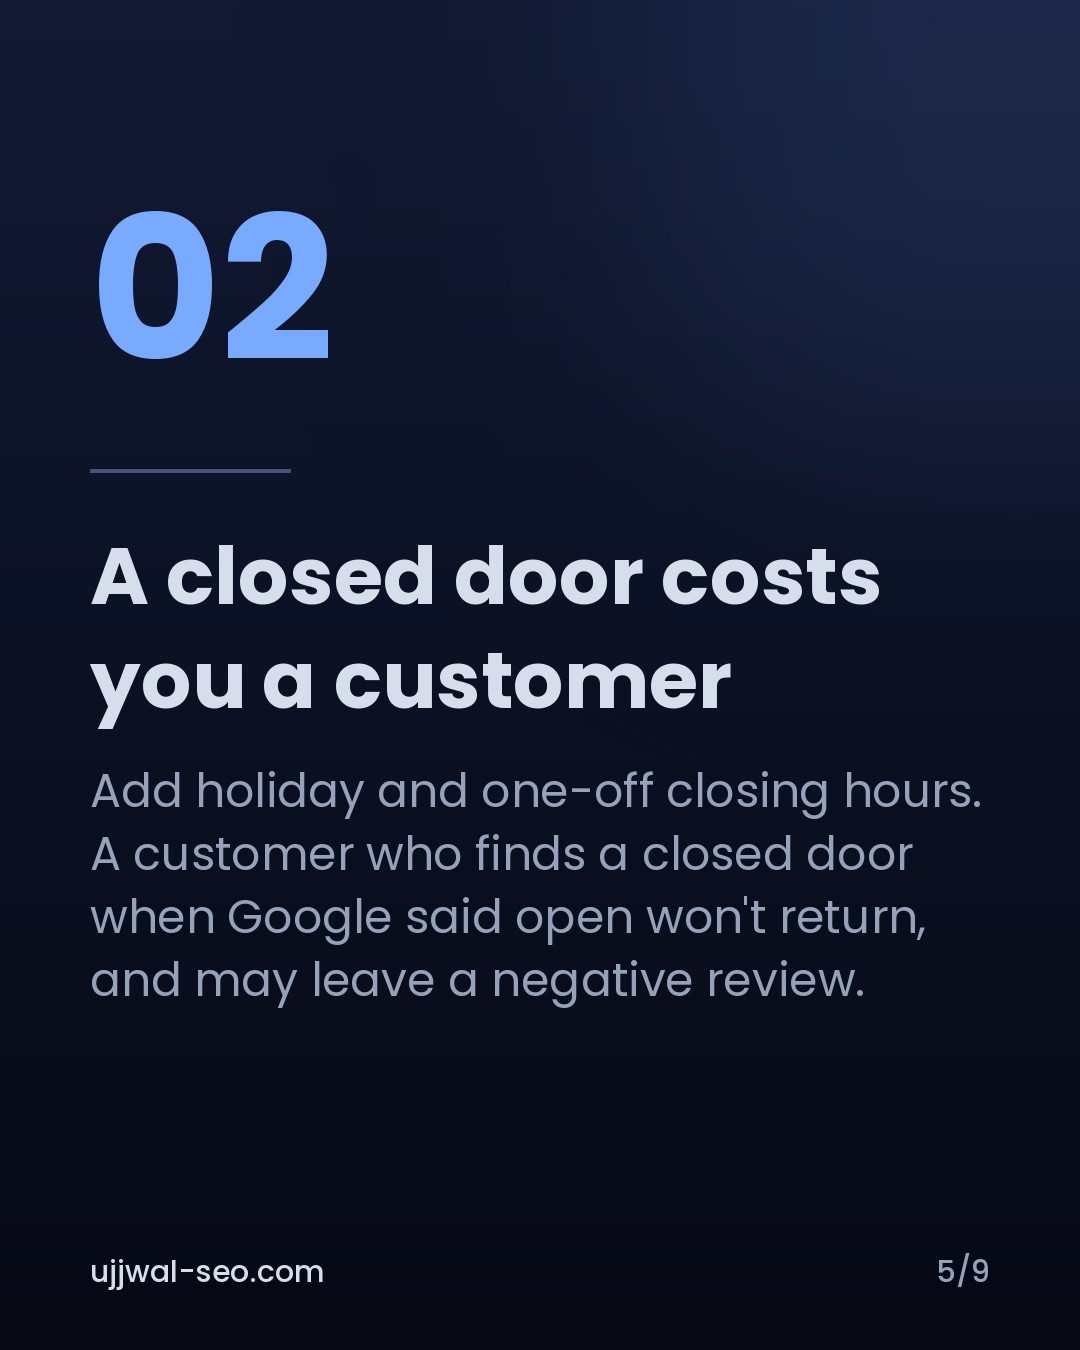 02
A closed door costs
you a customer
Add holiday and one-off closing hours.
A customer who finds a closed door
when Google said open won't return,
and may leave a negative review.
ujjwal-seo.com
5/9